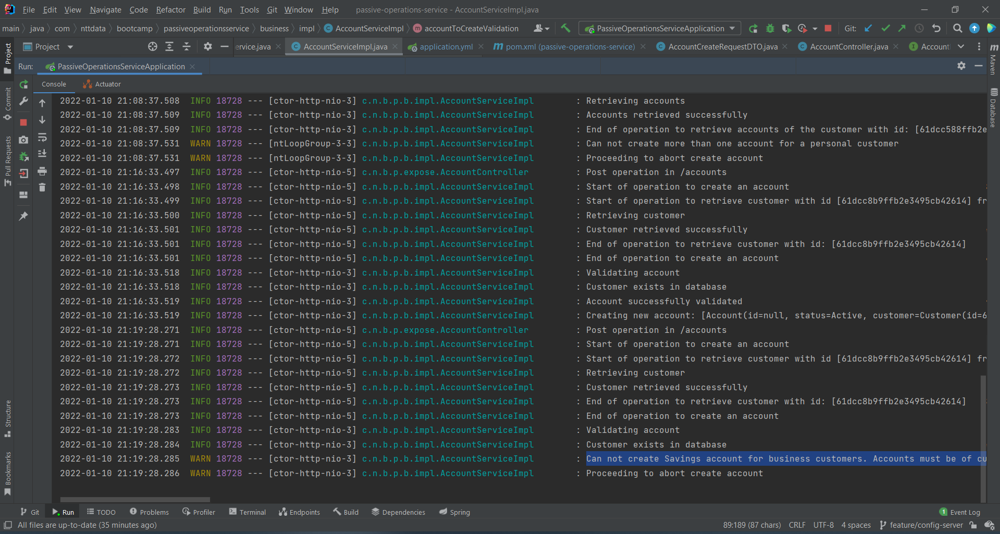 File Edit View Navigate Code Refactor Build Run Tools Git Window Help passive-operations-service - AccountServiceImpl.java
main java com nttdata bootcamp passiveoperationsservice business impl AccountServiceImpl accountToCreateValidation PassiveOperationsServiceApplication Git:
Project ervice.java AccountServiceImpl.java application.yml pom.xml (passive-operations-service) AccountCreateRequestDTO.java AccountController.java Account
Run: PassiveOperationsServiceApplication
Console Actuator
2022-01-10 21:08:37.508 INFO 18728 --- [ctor-http-nio-3] c.n.b.p.b.impl.AccountServiceImpl : Retrieving accounts
2022-01-10 21:08:37.509 INFO 18728 --- [ctor-http-nio-3] c.n.b.p.b.impl.AccountServiceImpl : Accounts retrieved successfully
2022-01-10 21:08:37.509 INFO 18728 --- [ctor-http-nio-3] c.n.b.p.b.impl.AccountServiceImpl : End of operation to retrieve accounts of the customer with id: [61dcc588ffb2e
2022-01-10 21:08:37.531 WARN 18728 --- [ntLoopGroup-3-3] c.n.b.p.b.impl.AccountServiceImpl : Can not create more than one account for a personal customer
2022-01-10 21:08:37.531 WARN 18728 --- [ntLoopGroup-3-3] c.n.b.p.b.impl.AccountServiceImpl : Proceeding to abort create account
2022-01-10 21:16:33.497 INFO 18728 --- [ctor-http-nio-5] c.n.b.p.expose.AccountController : Post operation in /accounts
2022-01-10 21:16:33.498 INFO 18728 --- [ctor-http-nio-5] c.n.b.p.b.impl.AccountServiceImpl : Start of operation to create an account
2022-01-10 21:16:33.499 INFO 18728 --- [ctor-http-nio-5] c.n.b.p.b.impl.AccountServiceImpl : Start of operation to retrieve customer with id [61dcc8b9ffb2e3495cb42614] fr
2022-01-10 21:16:33.500 INFO 18728 --- [ctor-http-nio-5] c.n.b.p.b.impl.AccountServiceImpl : Retrieving customer
2022-01-10 21:16:33.501 INFO 18728 --- [ctor-http-nio-5] c.n.b.p.b.impl.AccountServiceImpl : Customer retrieved successfully
2022-01-10 21:16:33.501 INFO 18728 --- [ctor-http-nio-5] c.n.b.p.b.impl.AccountServiceImpl : End of operation to retrieve customer with id: [61dcc8b9ffb2e3495cb42614]
2022-01-10 21:16:33.501 INFO 18728 --- [ctor-http-nio-5] c.n.b.p.b.impl.AccountServiceImpl : End of operation to create an account
2022-01-10 21:16:33.518 INFO 18728 --- [ctor-http-nio-3] c.n.b.p.b.impl.AccountServiceImpl : Validating account
2022-01-10 21:16:33.518 INFO 18728 --- [ctor-http-nio-3] c.n.b.p.b.impl.AccountServiceImpl : Customer exists in database
2022-01-10 21:16:33.519 INFO 18728 --- [ctor-http-nio-3] c.n.b.p.b.impl.AccountServiceImpl : Account successfully validated
2022-01-10 21:16:33.519 INFO 18728 --- [ctor-http-nio-3] c.n.b.p.b.impl.AccountServiceImpl : Creating new account: [Account(id=null, status=Active, customer=Customer(id=6
2022-01-10 21:19:28.271 INFO 18728 --- [ctor-http-nio-5] c.n.b.p.expose.AccountController : Post operation in /accounts
2022-01-10 21:19:28.271 INFO 18728 --- [ctor-http-nio-5] c.n.b.p.b.impl.AccountServiceImpl : Start of operation to create an account
2022-01-10 21:19:28.272 INFO 18728 --- [ctor-http-nio-5] c.n.b.p.b.impl.AccountServiceImpl : Start of operation to retrieve customer with id [61dcc8b9ffb2e3495cb42614] fr
2022-01-10 21:19:28.272 INFO 18728 --- [ctor-http-nio-5] c.n.b.p.b.impl.AccountServiceImpl : Retrieving customer
2022-01-10 21:19:28.273 INFO 18728 --- [ctor-http-nio-5] c.n.b.p.b.impl.AccountServiceImpl : Customer retrieved successfully
2022-01-10 21:19:28.273 INFO 18728 --- [ctor-http-nio-5] c.n.b.p.b.impl.AccountServiceImpl : End of operation to retrieve customer with id: [61dcc8b9ffb2e3495cb42614]
2022-01-10 21:19:28.273 INFO 18728 --- [ctor-http-nio-5] c.n.b.p.b.impl.AccountServiceImpl : End of operation to create an account
2022-01-10 21:19:28.283 INFO 18728 --- [ctor-http-nio-3] c.n.b.p.b.impl.AccountServiceImpl : Validating account
2022-01-10 21:19:28.284 INFO 18728 --- [ctor-http-nio-3] c.n.b.p.b.impl.AccountServiceImpl : Customer exists in database
2022-01-10 21:19:28.285 WARN 18728 --- [ctor-http-nio-3] c.n.b.p.b.impl.AccountServiceImpl : Can not create Savings account for business customers. Accounts must be of cu
2022-01-10 21:19:28.286 WARN 18728 --- [ctor-http-nio-3] c.n.b.p.b.impl.AccountServiceImpl : Proceeding to abort create account
Project
Commit
Pull Requests
Structure
Bookmarks
Maven
Database
Git Run TODO Problems Profiler Terminal Endpoints Build Dependencies Spring 1 Event Log
All files are up-to-date (35 minutes ago) 89:189 (87 chars) CRLF UTF-8 4 spaces feature/config-server